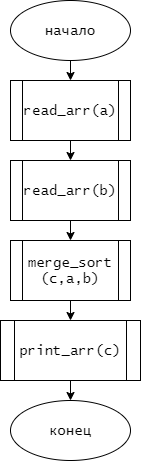 начало
read_arr(a)
read_arr(b)
merge_sort
(c,a,b)
print_arr(c)
конец